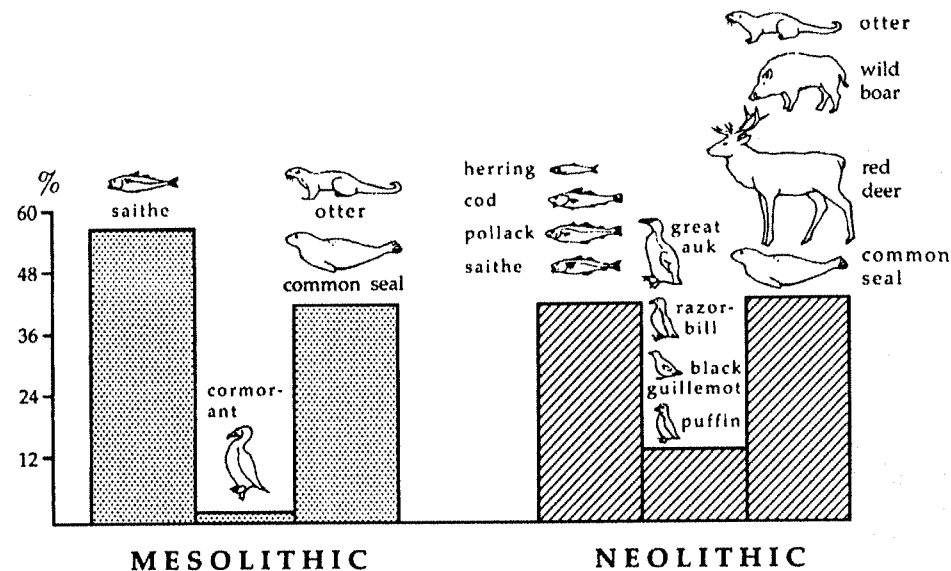 %
60
48
36
24
12
saithe
cormor-
ant
otter
common seal
MESOLITHIC
herring
cod
pollack
saithe
great
auk
razor-
bill
black
guillemot
puffin
otter
wild
boar
red
deer
common
seal
NEOLITHIC